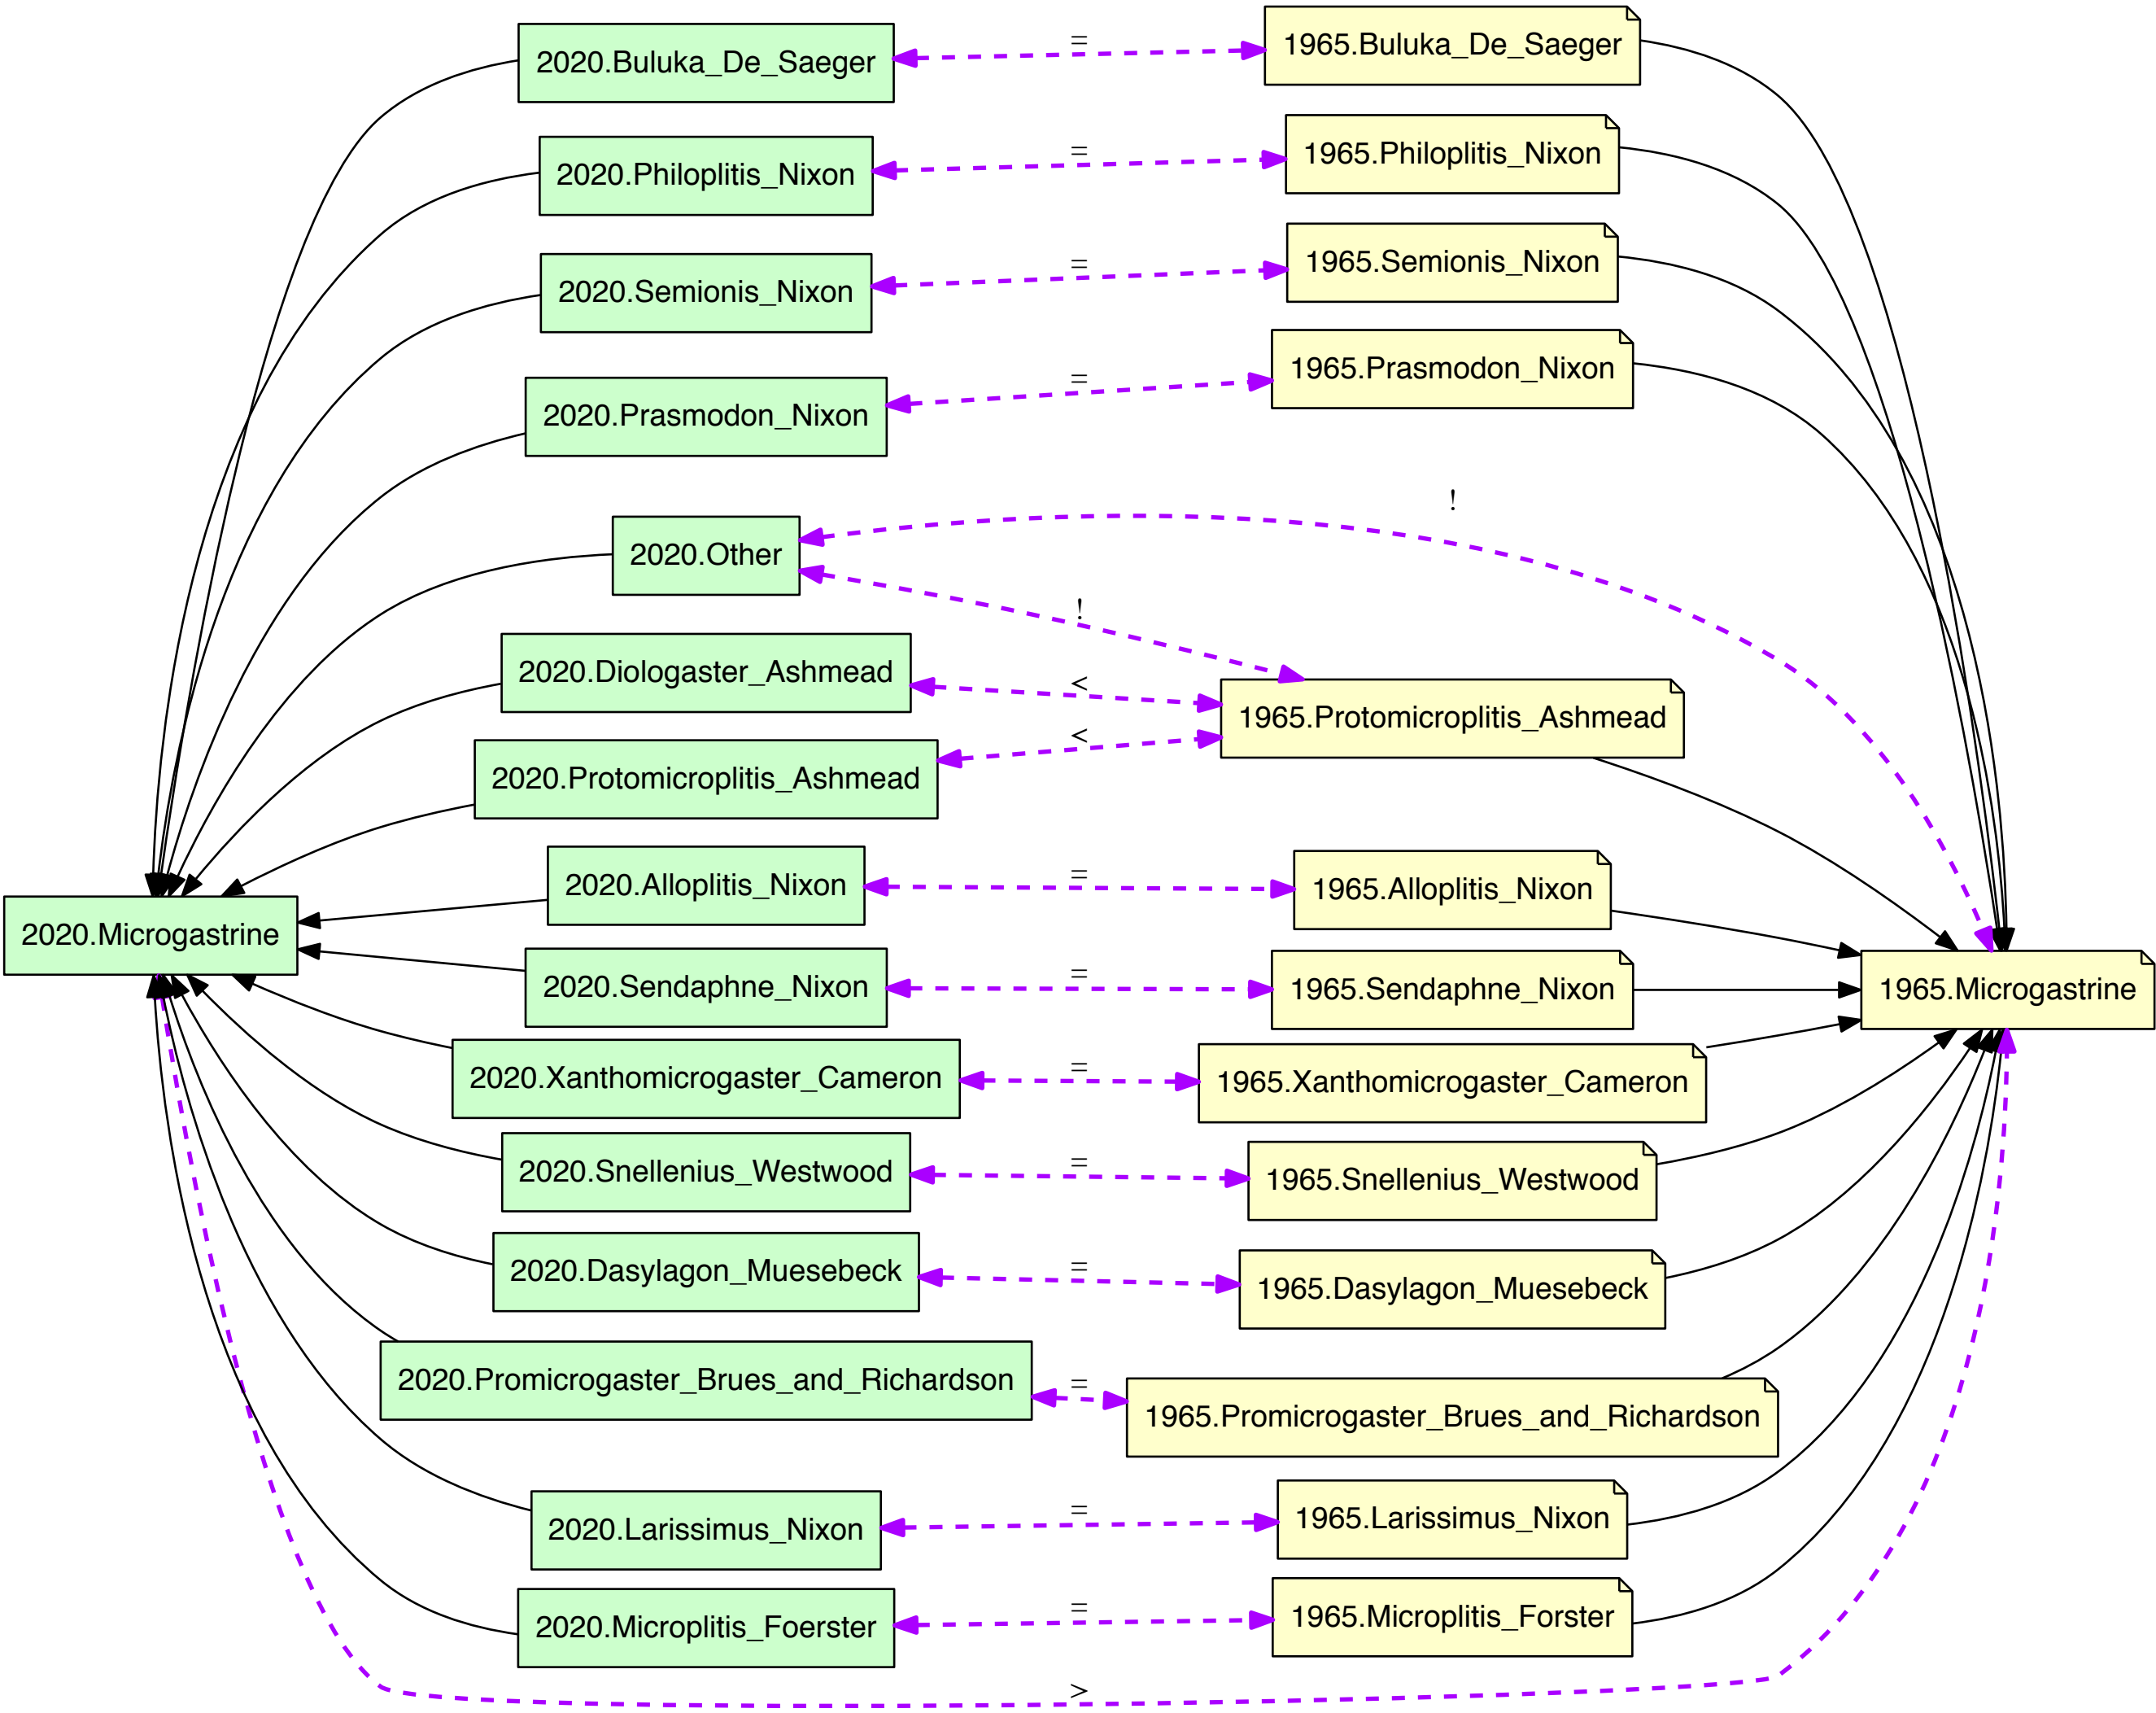 2020.Buluka_De_Saeger
=
1965.Buluka_De_Saeger
2020.Philoplitis_Nixon
=
1965.Philoplitis_Nixon
2020.Semionis_Nixon
=
1965.Semionis_Nixon
2020.Prasmodon_Nixon
=
1965.Prasmodon_Nixon
!
2020.Other
!
2020.Diologaster_Ashmead
<
1965.Protomicroplitis_Ashmead
<
2020.Protomicroplitis_Ashmead
2020.Alloplitis_Nixon
=
1965.Alloplitis_Nixon
2020.Microgastrine
2020.Sendaphne_Nixon
=
1965.Sendaphne_Nixon
1965.Microgastrine
2020.Xanthomicrogaster_Cameron
=
1965.Xanthomicrogaster_Cameron
2020.Snellenius_Westwood
=
1965.Snellenius_Westwood
2020.Dasylagon_Muesebeck
=
1965.Dasylagon_Muesebeck
2020.Promicrogaster_Brues_and_Richardson
=
1965.Promicrogaster_Brues_and_Richardson
2020.Larissimus_Nixon
=
1965.Larissimus_Nixon
2020.Microplitis_Foerster
=
1965.Microplitis_Forster
>